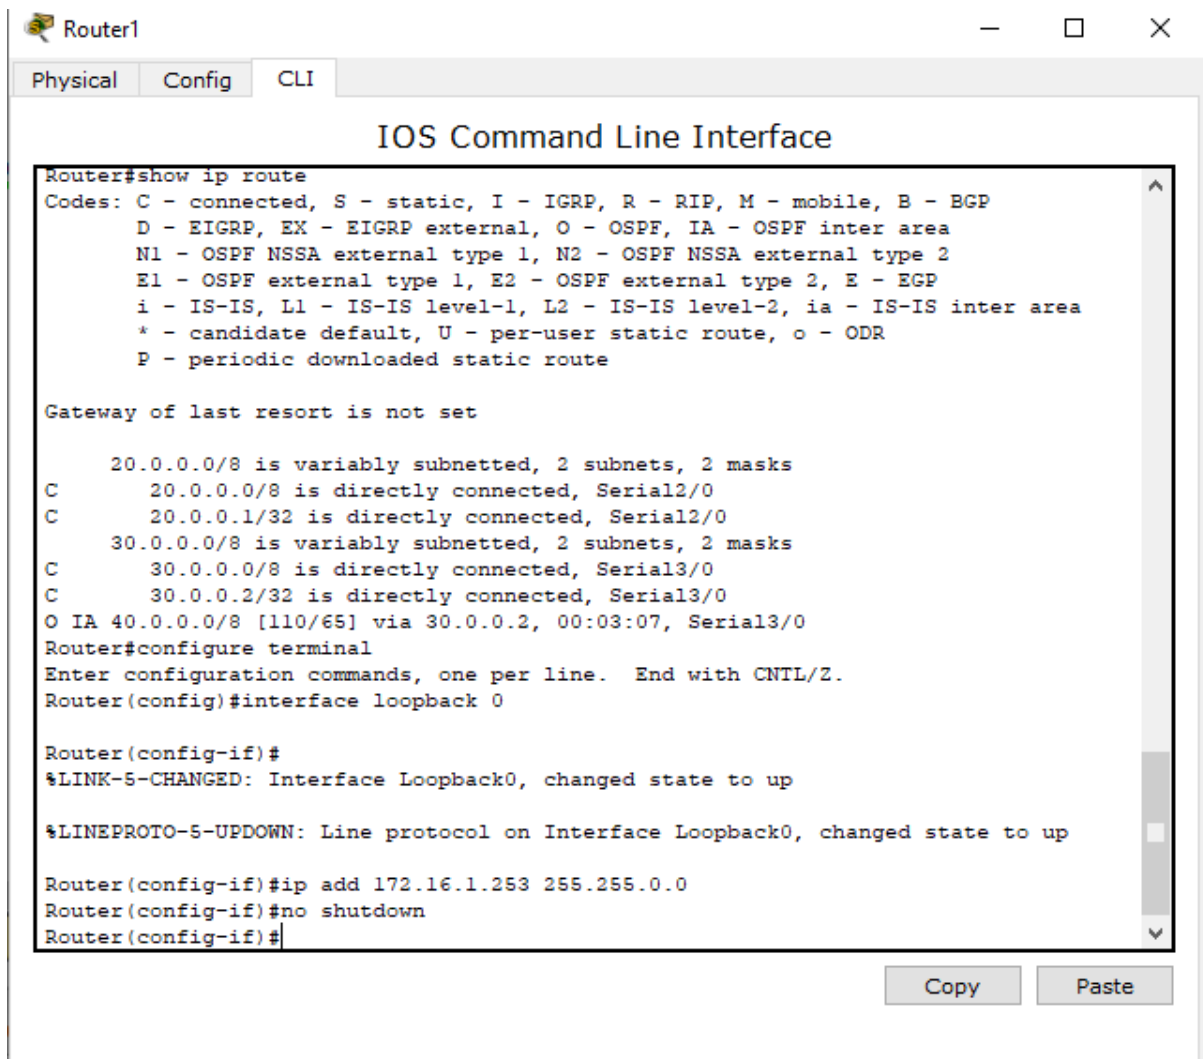 Router1
Physical Config CLI
IOS Command Line Interface
Router#show ip route
Codes: C - connected, S - static, I - IGRP, R - RIP, M - mobile, B - BGP
       D - EIGRP, EX - EIGRP external, O - OSPF, IA - OSPF inter area
       N1 - OSPF NSSA external type 1, N2 - OSPF NSSA external type 2
       E1 - OSPF external type 1, E2 - OSPF external type 2, E - EGP
       i - IS-IS, L1 - IS-IS level-1, L2 - IS-IS level-2, ia - IS-IS inter area
       * - candidate default, U - per-user static route, o - ODR
       P - periodic downloaded static route
Gateway of last resort is not set
     20.0.0.0/8 is variably subnetted, 2 subnets, 2 masks
C       20.0.0.0/8 is directly connected, Serial2/0
C       20.0.0.1/32 is directly connected, Serial2/0
     30.0.0.0/8 is variably subnetted, 2 subnets, 2 masks
C       30.0.0.0/8 is directly connected, Serial3/0
C       30.0.0.2/32 is directly connected, Serial3/0
O IA 40.0.0.0/8 [110/65] via 30.0.0.2, 00:03:07, Serial3/0
Router#configure terminal
Enter configuration commands, one per line.  End with CNTL/Z.
Router(config)#interface loopback 0
Router(config-if)#
%LINK-5-CHANGED: Interface Loopback0, changed state to up
%LINEPROTO-5-UPDOWN: Line protocol on Interface Loopback0, changed state to up
Router(config-if)#ip add 172.16.1.253 255.255.0.0
Router(config-if)#no shutdown
Router(config-if)#
Copy Paste